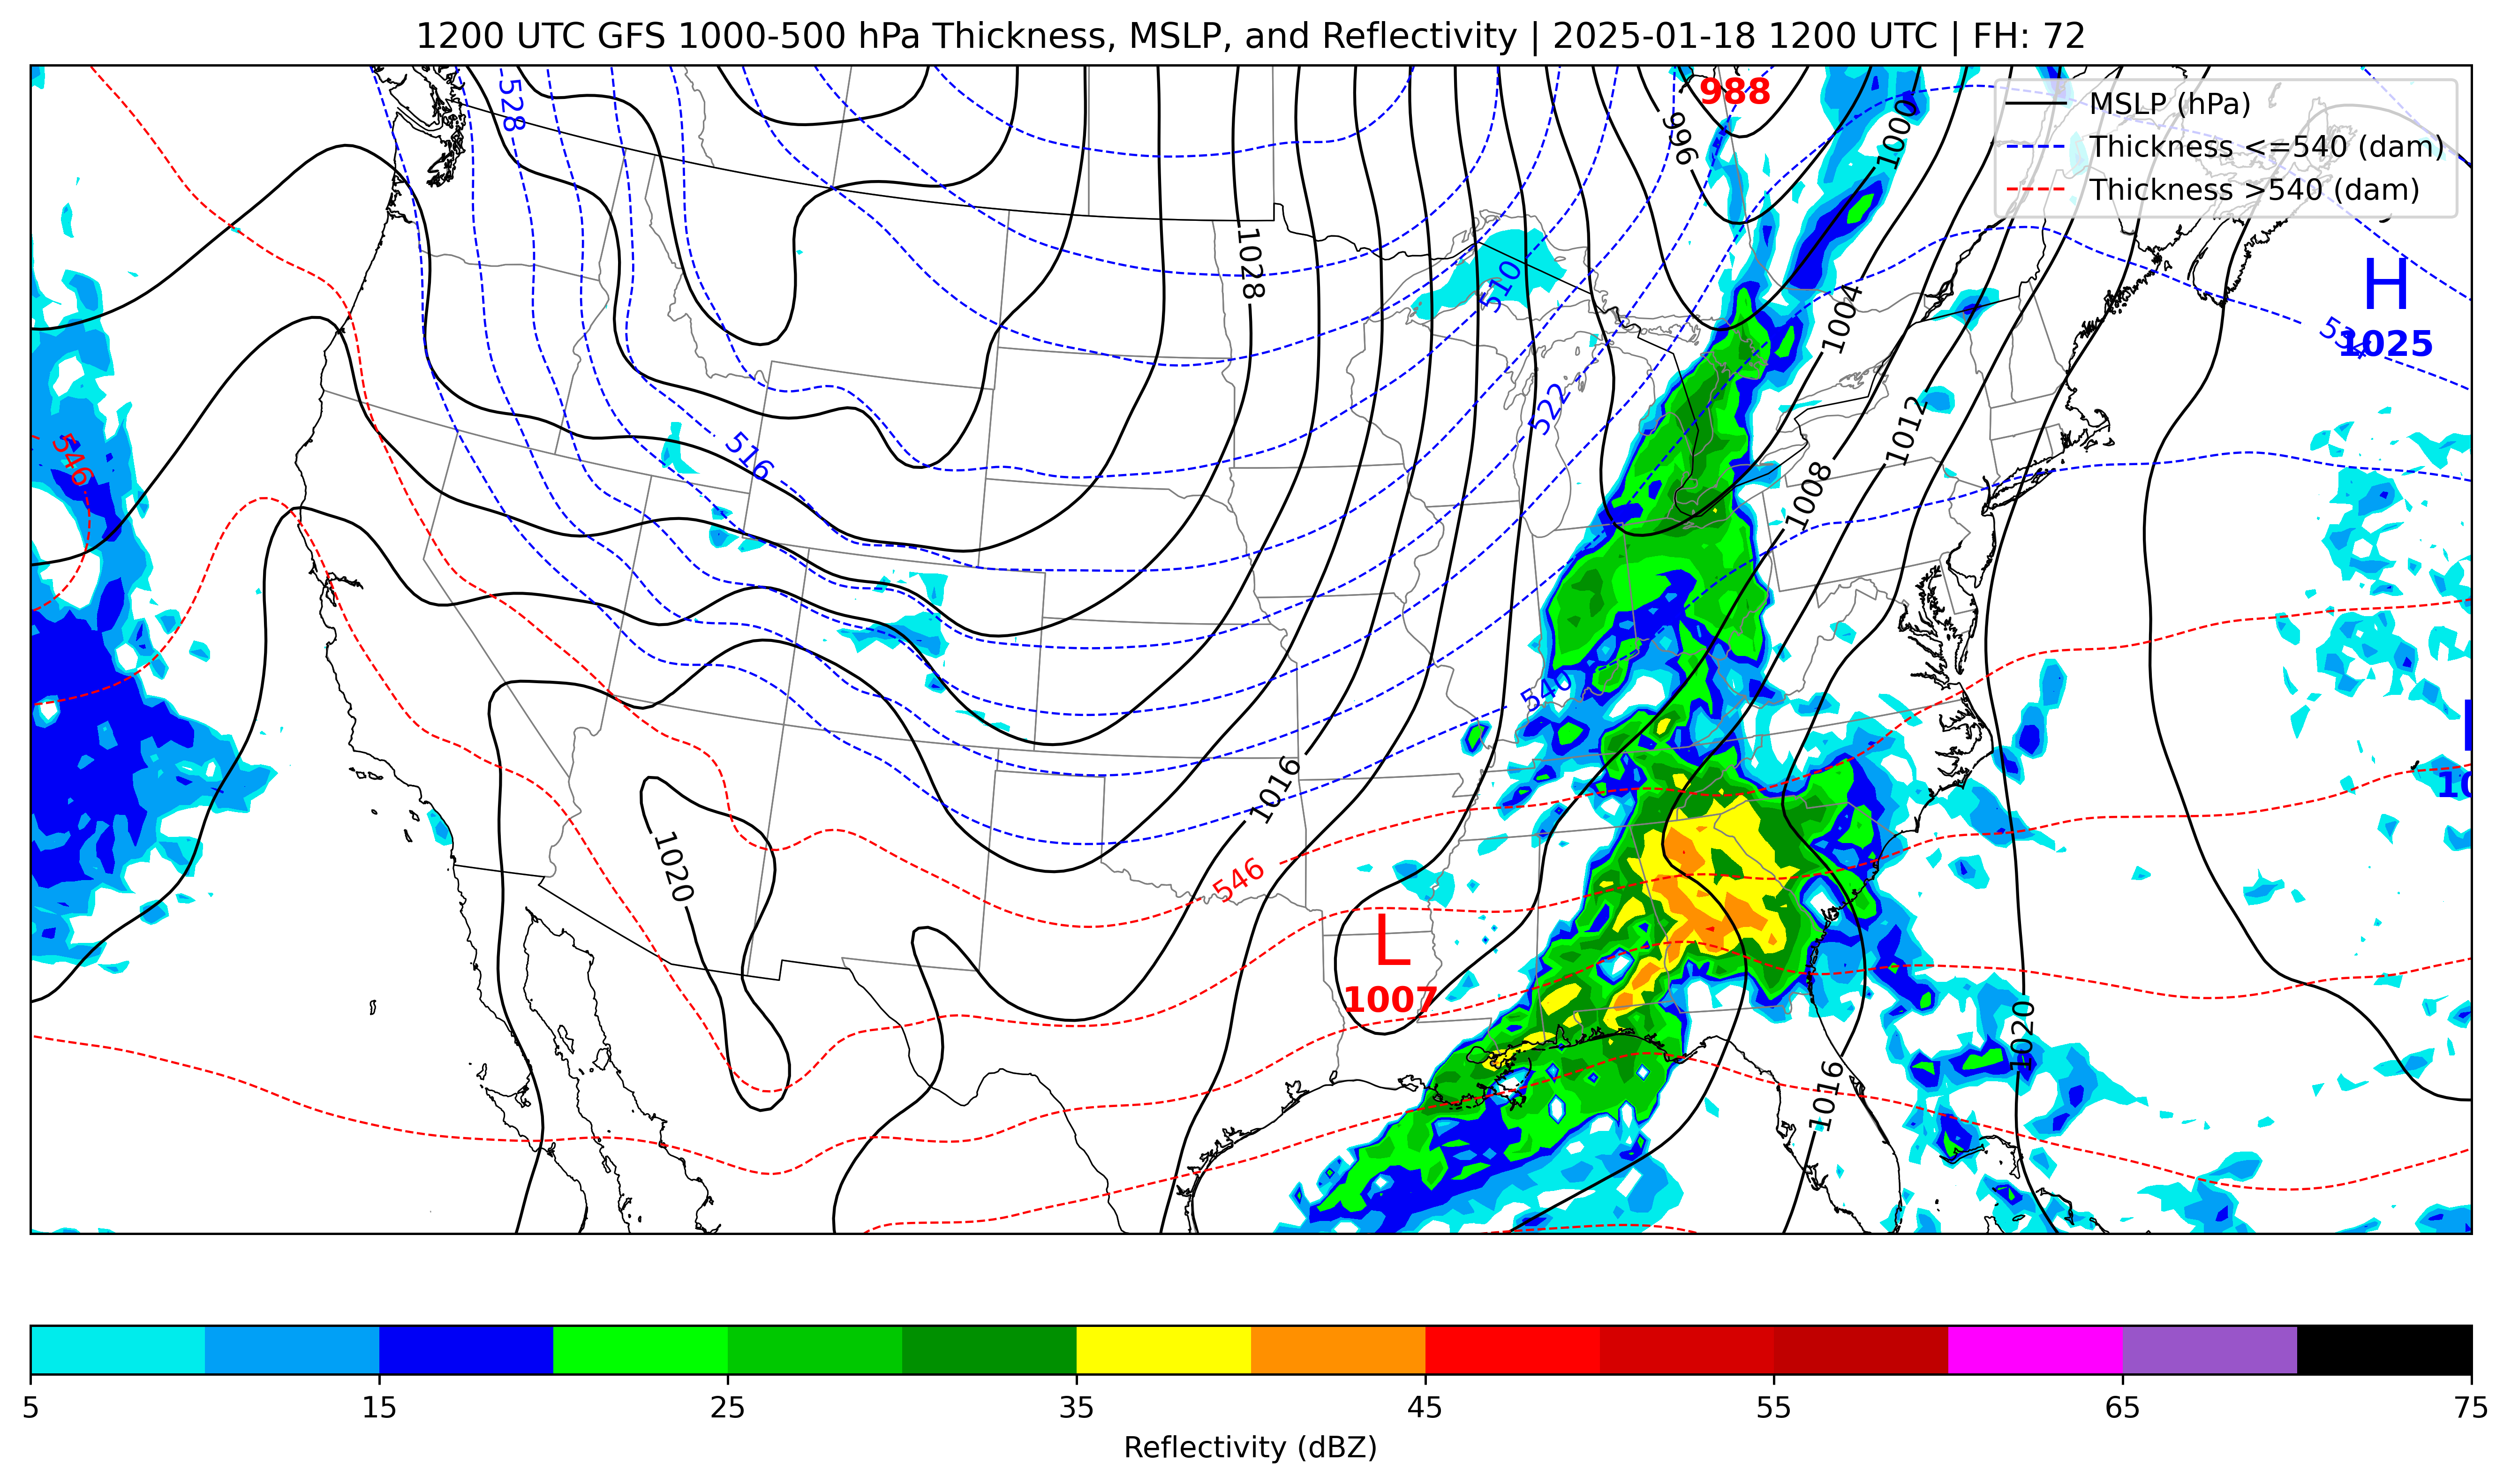 1200 UTC GFS 1000-500 hPa Thickness, MSLP, and Reflectivity | 2025-01-18 1200 UTC | FH: 72
MSLP (hPa)
Thickness <=540 (dam)
Thickness >540 (dam)
988
528
996
1000
1028
510
H
1025
534
1004
522
1012
516
546
1008
540
10
1016
1020
546
L
1007
1020
1016
5 15 25 35 45 55 65 75
Reflectivity (dBZ)